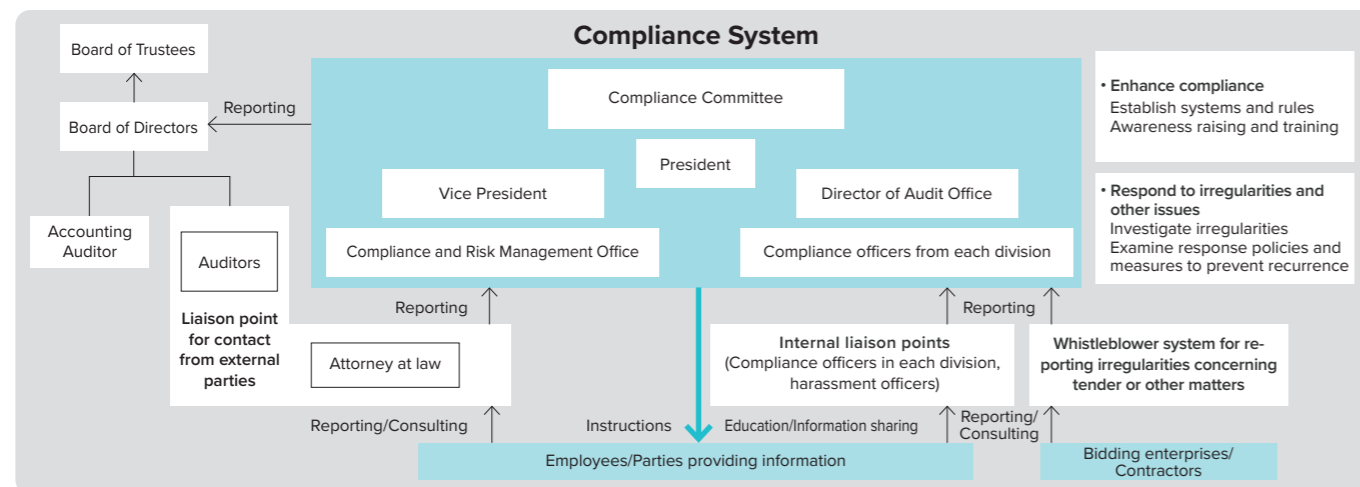 Compliance System
Board of Trustees
Board of Directors
Reporting
Accounting
Auditor
Auditors
Liaison point
for contact
from external
parties
Attorney at law
Compliance Committee
President
Vice President
Director of Audit Office
Compliance and Risk Management Office
Compliance officers from each division
• Enhance compliance
Establish systems and rules
Awareness raising and training
• Respond to irregularities and
other issues
Investigate irregularities
Examine response policies and
measures to prevent recurrence
Reporting
Reporting
Internal liaison points
(Compliance officers in each division,
harassment officers)
Whistleblower system for re-
porting irregularities concerning
tender or other matters
Reporting/Consulting
Instructions
Education/Information sharing
Reporting/
Consulting
Employees/Parties providing information
Bidding enterprises/
Contractors